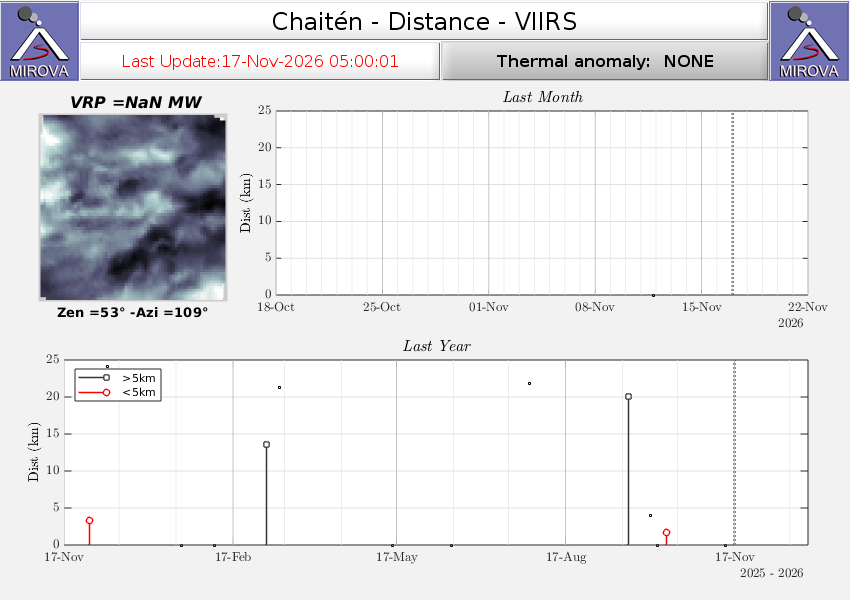 MIROVA
Chaitén - Distance - VIIRS
MIROVA
Last Update:17-Nov-2026 05:00:01
Thermal anomaly: NONE
VRP =NaN MW
Zen =53° -Azi =109°
Last Month
Dist (km)
25
20
15
10
5
0
18-Oct 25-Oct 01-Nov 08-Nov 15-Nov 22-Nov
2026
Last Year
Dist (km)
25
20
15
10
5
0
>5km
<5km
17-Nov 17-Feb 17-May 17-Aug 17-Nov
2025 - 2026